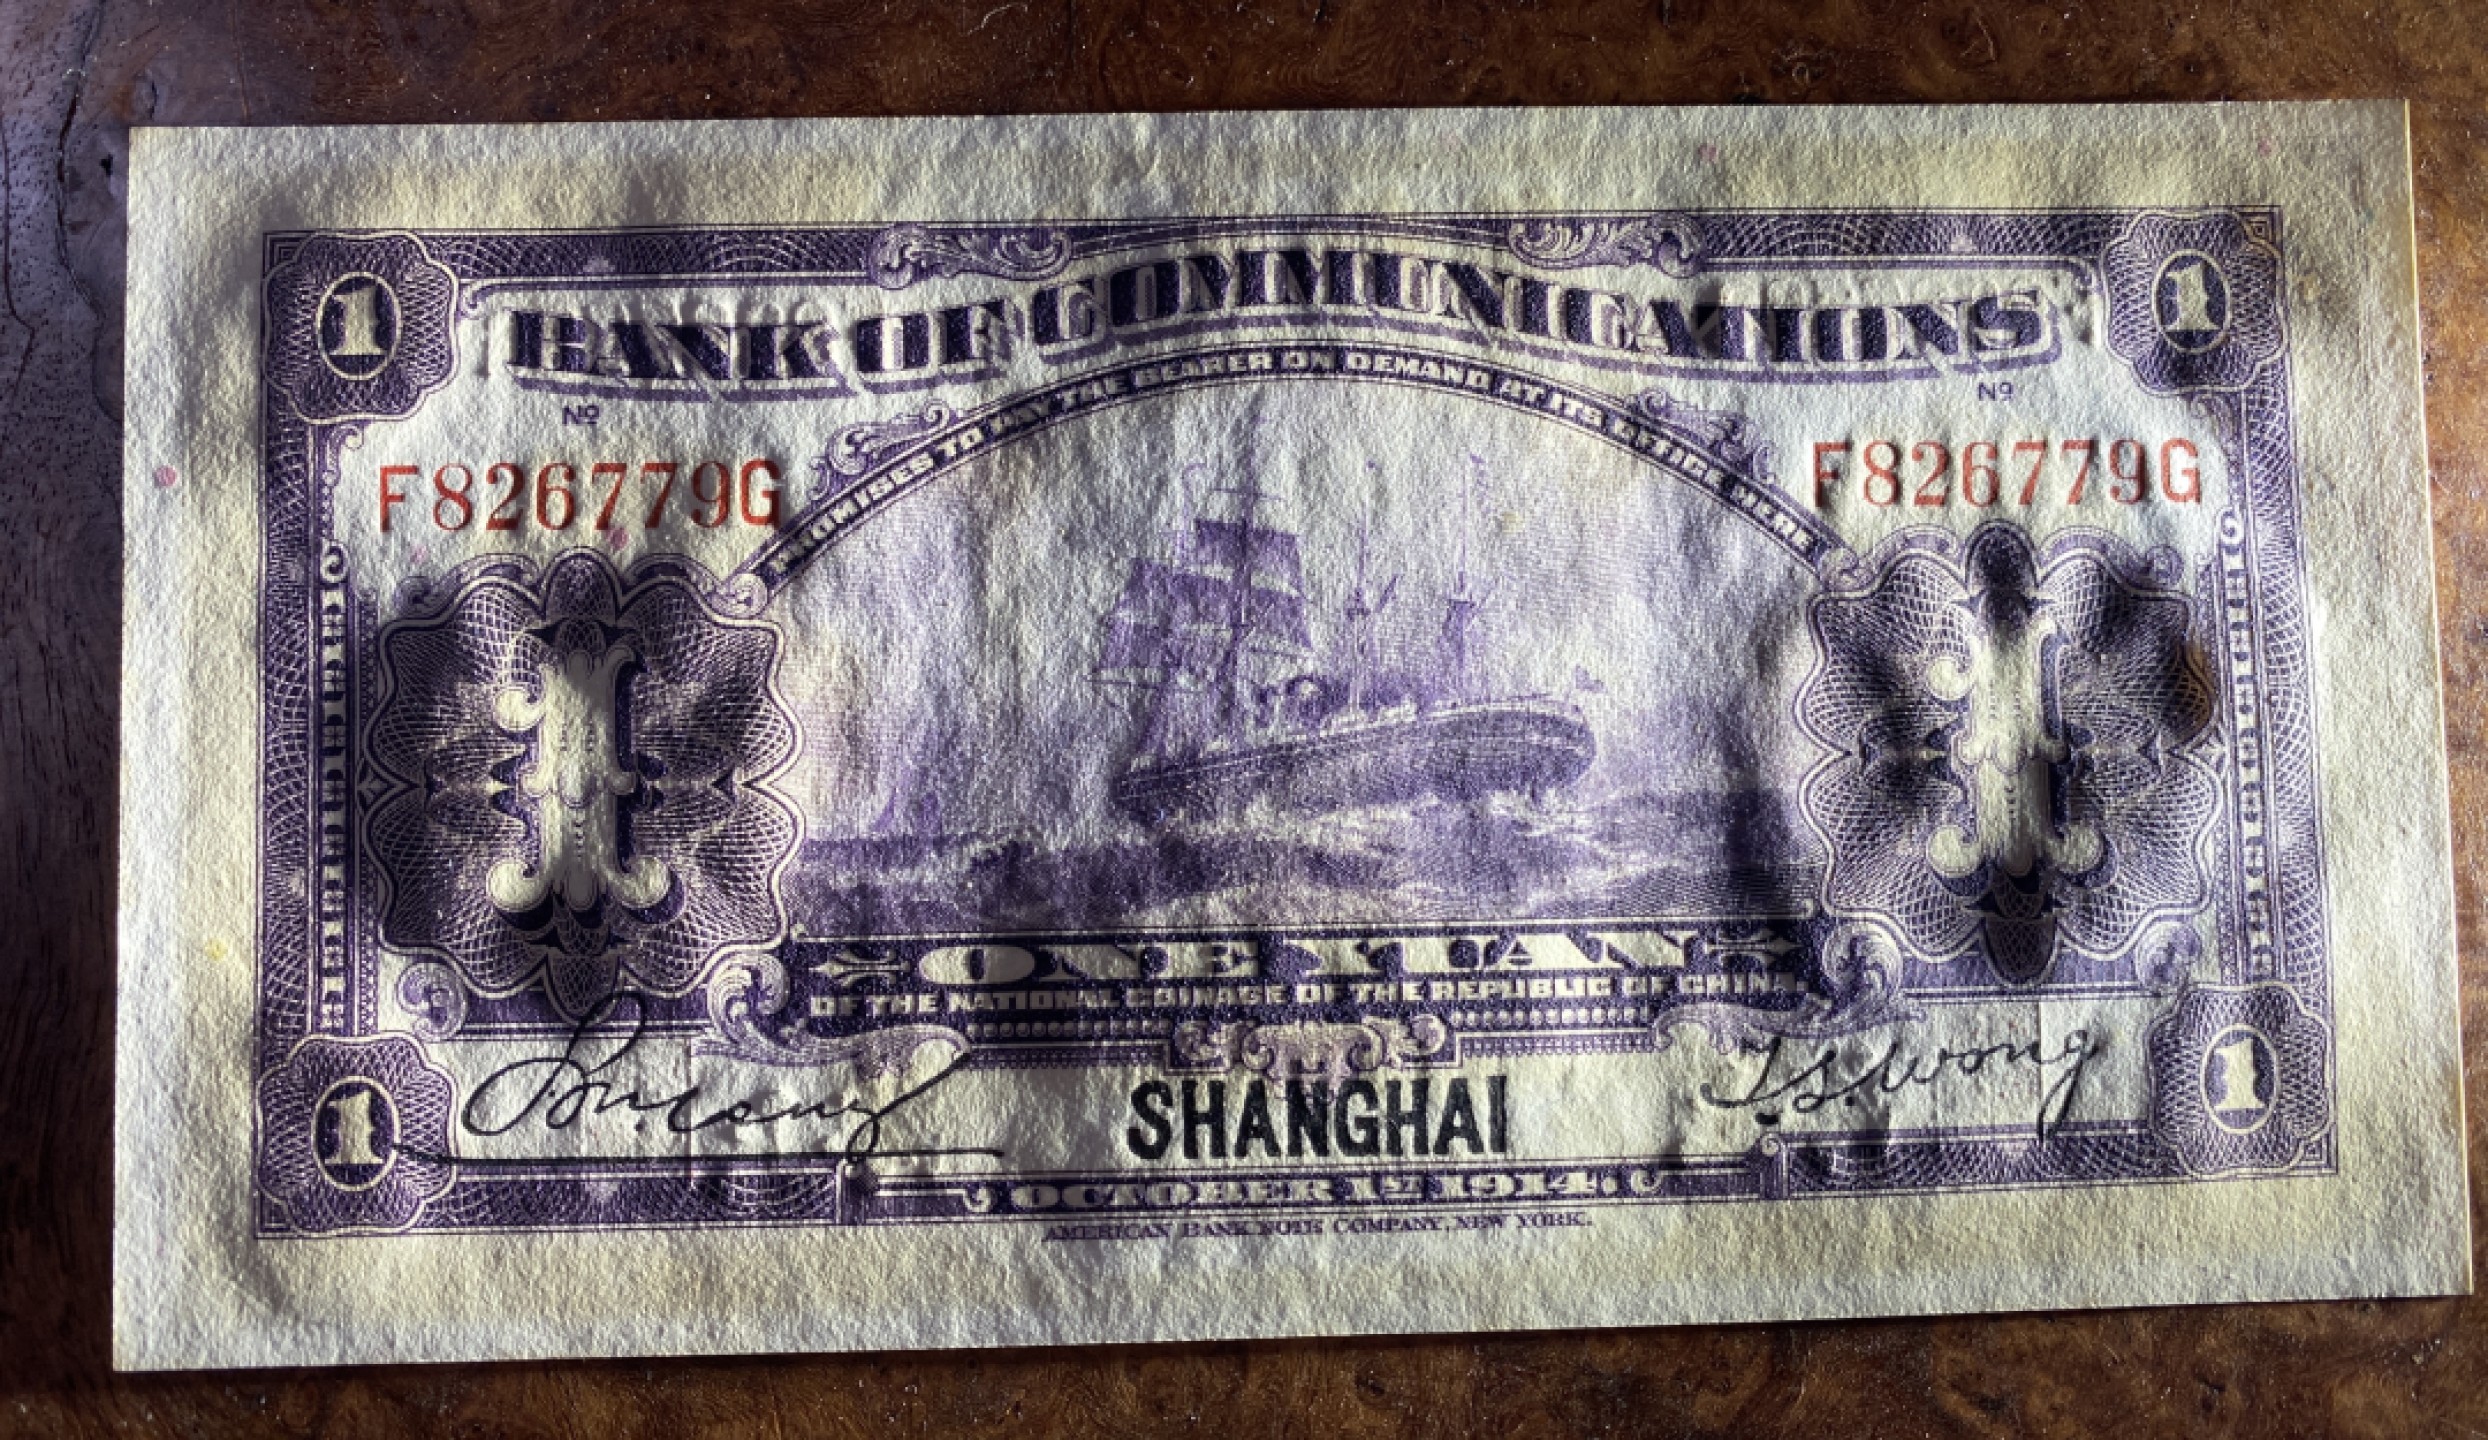 1
1
BANK OF COMMUNICATIONS
PROMISES TO PAY THE BEARER ON DEMAND AT ITS OFFICE HERE
Nº
Nº
F826779G
F826779G
1
1
ONE YUAN
OF THE NATIONAL COINAGE OF THE REPUBLIC OF CHINA.
T.S.Wong
SHANGHAI
1
1
OCTOBER 1ST 1914.
AMERICAN BANK NOTE COMPANY, NEW YORK.